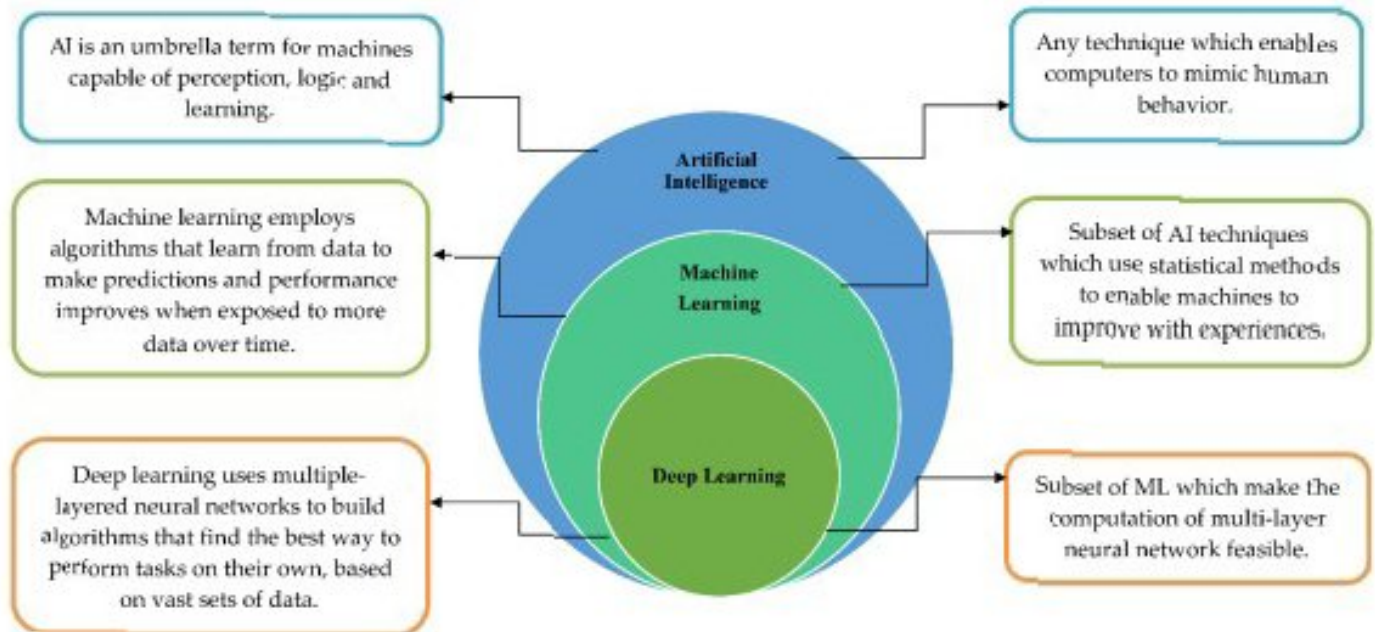 AI is an umbrella term for machines
capable of perception, logic and
learning.
Any technique which enables
computers to mimic human
behavior.
Artificial
Intelligence
Machine learning employs
algorithms that learn from data to
make predictions and performance
improves when exposed to more
data over time.
Machine
Learning
Subset of AI techniques
which use statistical methods
to enable machines to
improve with experiences.
Deep learning uses multiple-
layered neural networks to build
algorithms that find the best way to
perform tasks on their own, based
on vast sets of data.
Deep Learning
Subset of ML which make the
computation of multi-layer
neural network feasible.